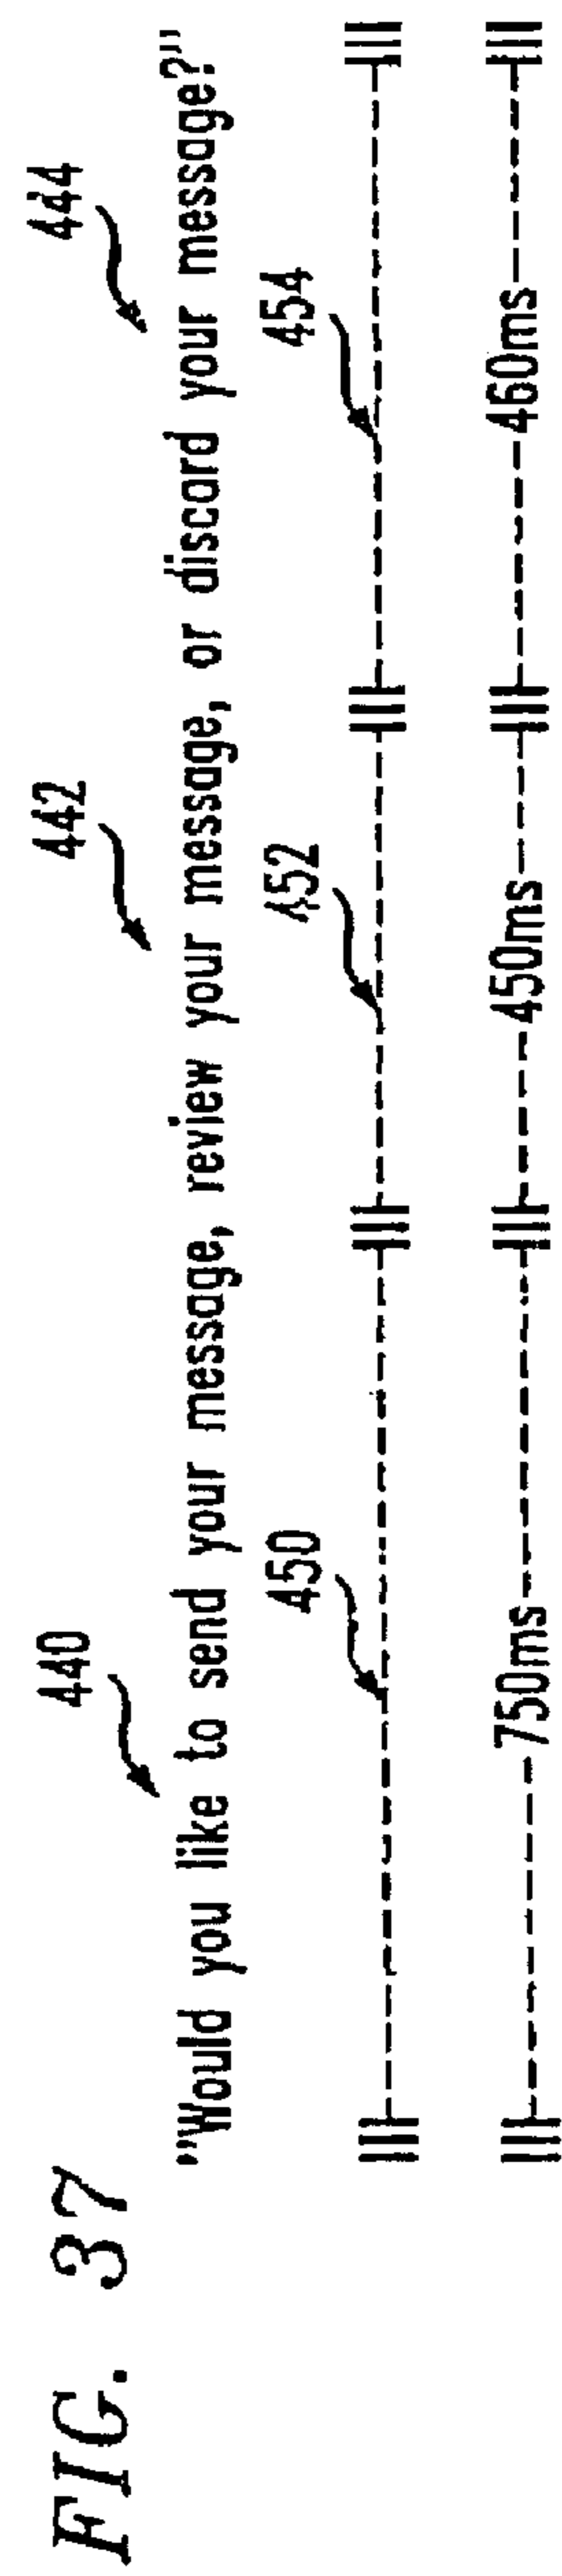 FIG. 37
440 442 444
"Would you like to send your message, review your message, or discard your message?"
450 452 454
750ms 450ms 460ms